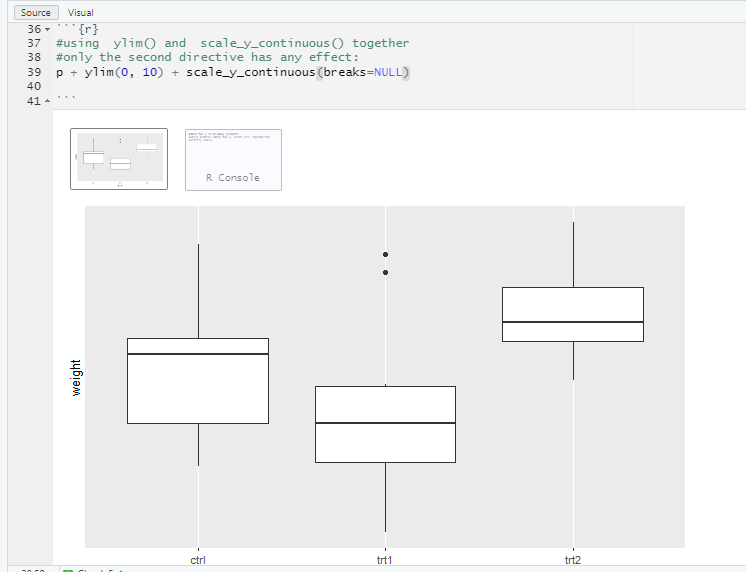 Source Visual
36 ```{r}
37 #using ylim() and scale_y_continuous() together
38 #only the second directive has any effect:
39 p + ylim(0, 10) + scale_y_continuous(breaks=NULL)
40
41 ```
R Console
weight
ctrl trt1 trt2